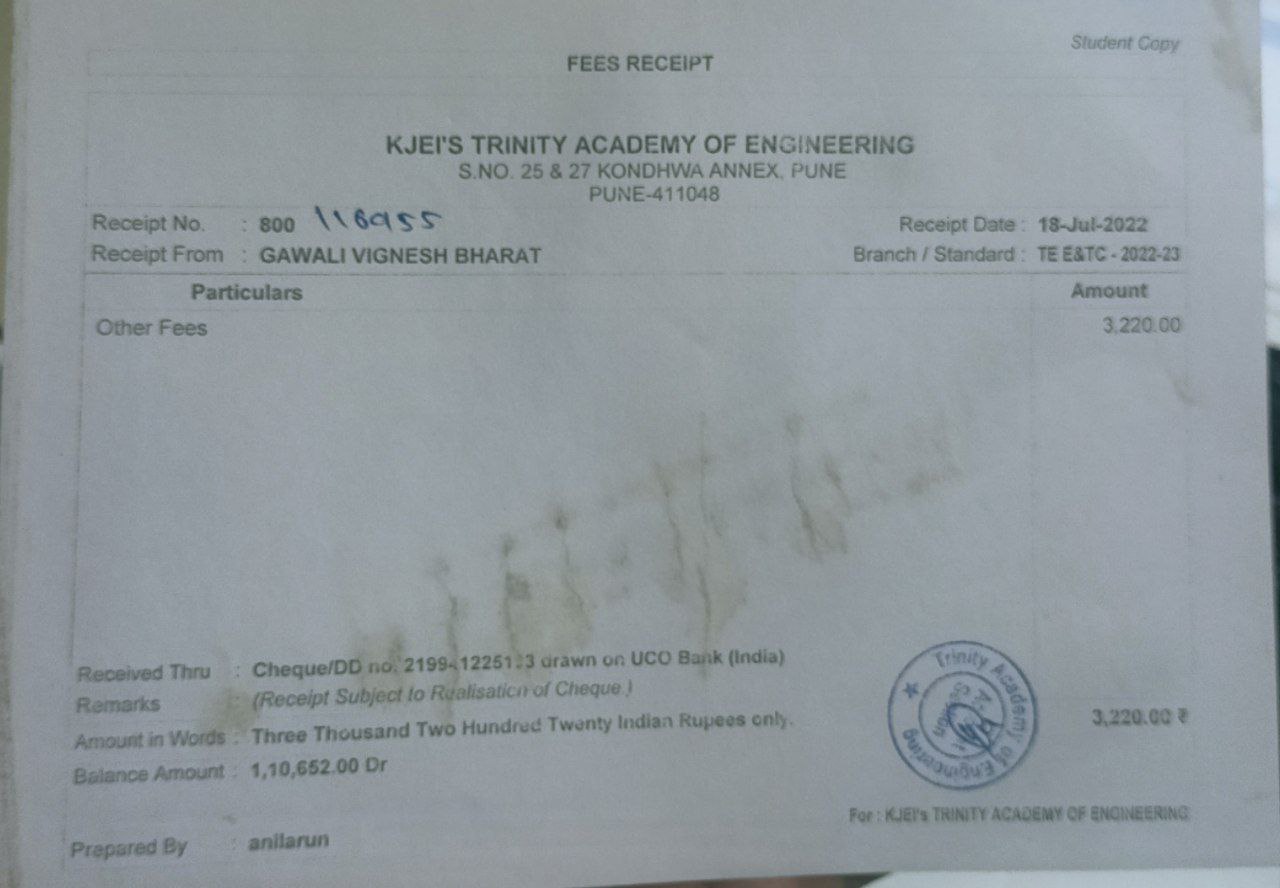 Student Copy
FEES RECEIPT
KJEI'S TRINITY ACADEMY OF ENGINEERING
S.NO. 25 & 27 KONDHWA ANNEX, PUNE
PUNE-411048
Receipt No. : 800 116955 Receipt Date : 18-Jul-2022
Receipt From : GAWALI VIGNESH BHARAT Branch / Standard : TE E&TC - 2022-23
Particulars Amount
Other Fees 3,220.00
Received Thru : Cheque/DD no. drawn on UCO Bank (India)
Remarks : (Receipt Subject to Realisation of Cheque.)
Amount in Words : Three Thousand Two Hundred Twenty Indian Rupees only.
3,220.00 ₹
Balance Amount : 1,10,652.00 Dr
Trinity Academy of Engineering
For : KJEI's TRINITY ACADEMY OF ENGINEERING
Prepared By : anilarun